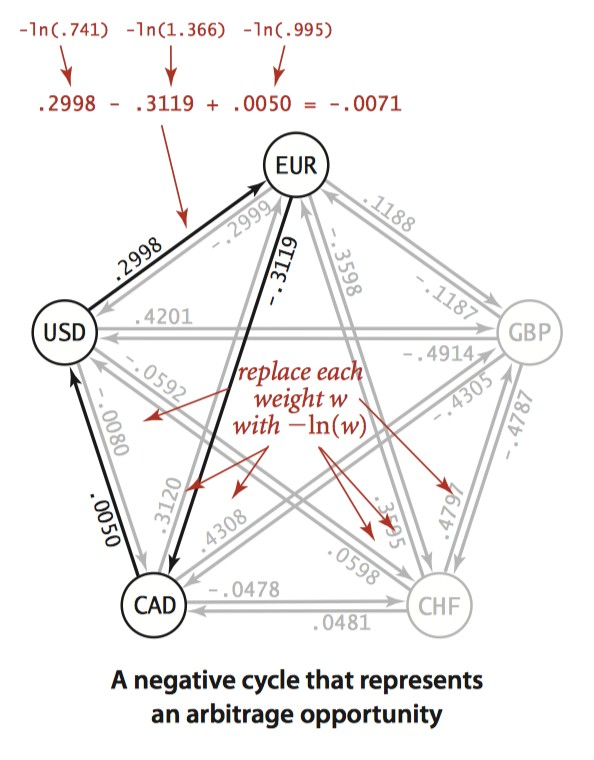 -ln(.741) -ln(1.366) -ln(.995)
.2998 - .3119 + .0050 = -.0071
EUR
.1188
-.2999
.2998
-.3119
-.3598
-.1187
.4201
USD
GBP
-.4914
-.0592
replace each
weight w
with −ln(w)
-.4305
-.0080
-.4787
.3120
.4308
.3595
.4797
.0050
.0598
-.0478
CAD
CHF
.0481
A negative cycle that represents
an arbitrage opportunity